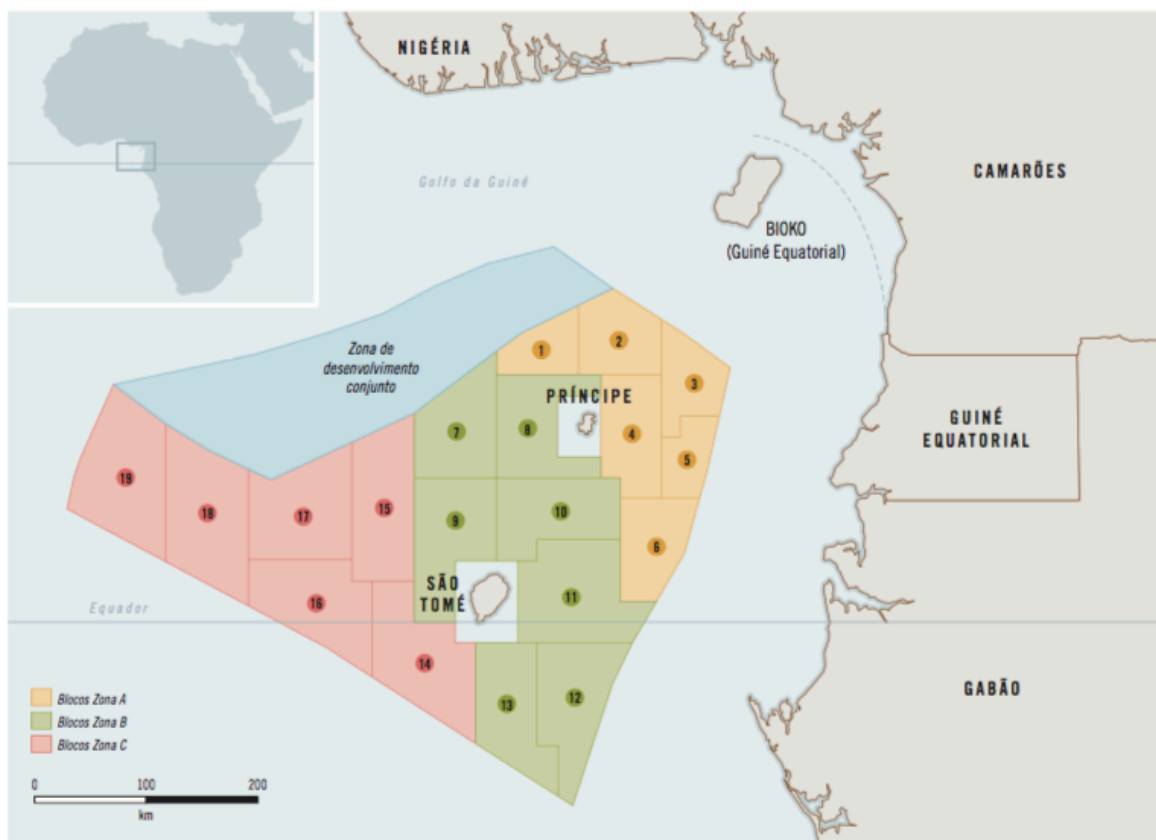 NIGÉRIA
Golfo da Guiné
CAMARÕES
BIOKO
(Guiné Equatorial)
Zona de
desenvolvimento
conjunto
1
2
3
PRÍNCIPE
4
5
6
7
8
9
10
11
12
13
14
15
16
17
18
19
GUINÉ
EQUATORIAL
SÃO
TOMÉ
Equador
GABÃO
Blocos Zona A
Blocos Zona B
Blocos Zona C
0 100 200
km